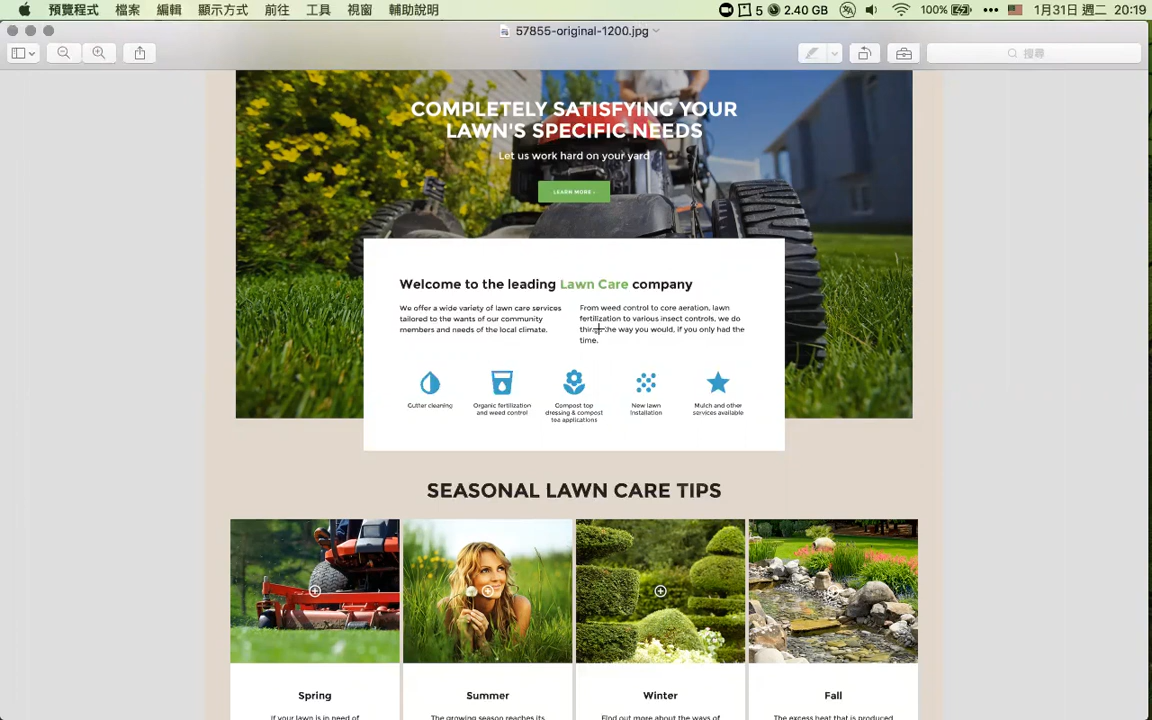 預覽程式 檔案 編輯 顯示方式 前往 工具 視窗 輔助說明 5 2.40 GB 100% 1月31日 週二 20:19
57855-original-1200.jpg
搜尋
COMPLETELY SATISFYING YOUR
LAWN'S SPECIFIC NEEDS
Let us work hard on your yard
LEARN MORE
Welcome to the leading Lawn Care company
We offer a wide variety of lawn care services
tailored to the wants of our community
members and needs of the local climate.
From weed control to core aeration, lawn
fertilization to various insect controls, we do
the way you would, if you only had the
time.
Gutter cleaning
Organic fertilization
and weed control
Compost top
dressing & compost
tea applications
New lawn
installation
Mulch and other
services available
SEASONAL LAWN CARE TIPS
Spring
Summer
Winter
Fall
If your lawn is in need of
The growing season reaches its
Find out more about the ways of
The excess heat that is produced